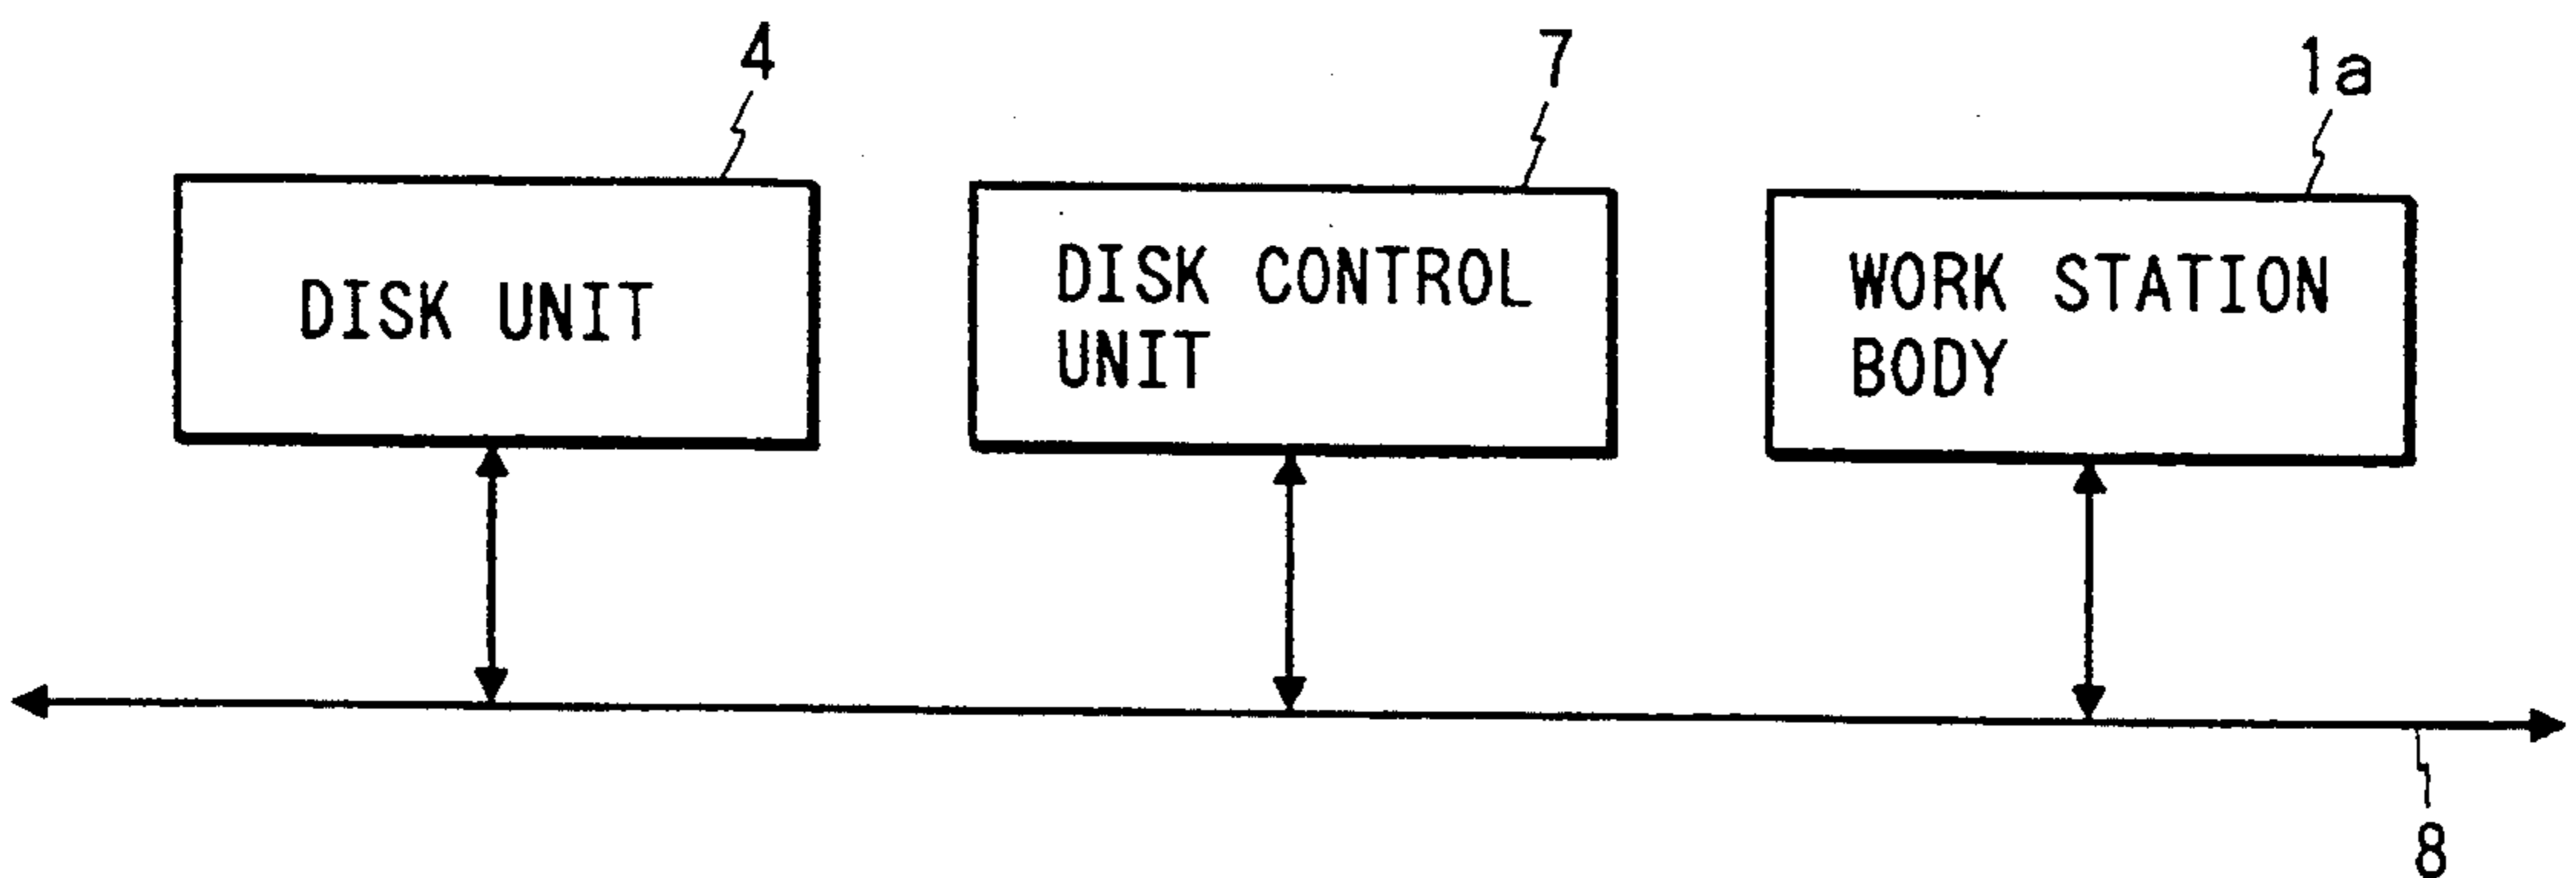 4
7
1a
DISK UNIT
DISK CONTROL
UNIT
WORK STATION
BODY
8